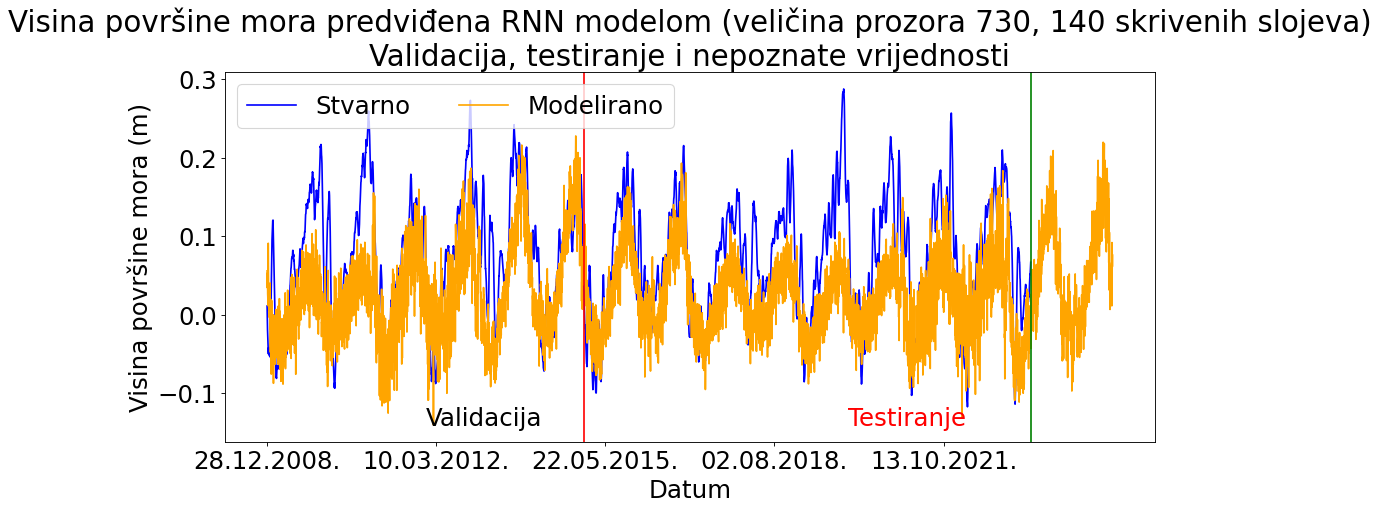 Visina površine mora predviđena RNN modelom (veličina prozora 730, 140 skrivenih slojeva)
Validacija, testiranje i nepoznate vrijednosti
Stvarno Modelirano
Visina površine mora (m)
0.3
0.2
0.1
0.0
−0.1
Validacija
Testiranje
28.12.2008. 10.03.2012. 22.05.2015. 02.08.2018. 13.10.2021.
Datum